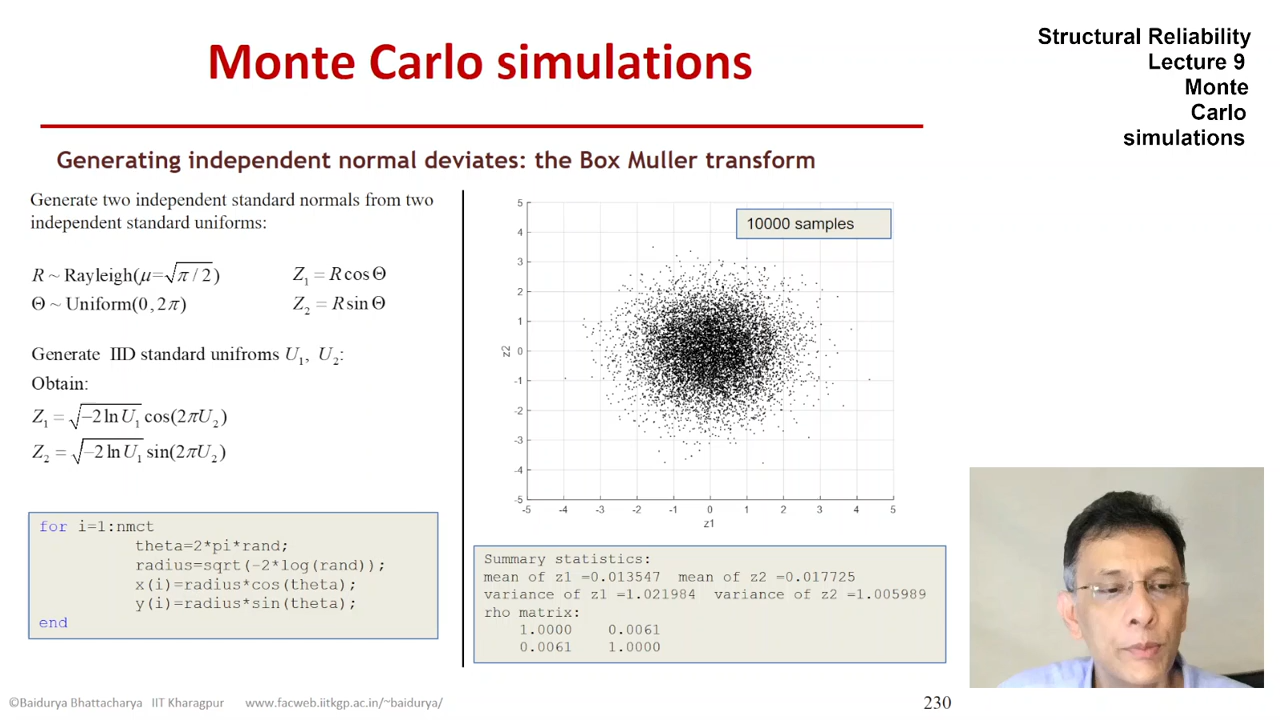 Monte Carlo simulations
Structural Reliability
Lecture 9
Monte
Carlo
simulations
Generating independent normal deviates: the Box Muller transform
Generate two independent standard normals from two
independent standard uniforms:
R ~ Rayleigh(μ=√π / 2)
Z₁ = R cos Θ
Θ ~ Uniform(0, 2π)
Z₂ = R sin Θ
Generate IID standard unifroms U₁, U₂:
Obtain:
Z₁ = √−2 ln U₁ cos(2πU₂)
Z₂ = √−2 ln U₁ sin(2πU₂)
for i=1:nmct
theta=2*pi*rand;
radius=sqrt(-2*log(rand));
x(i)=radius*cos(theta);
y(i)=radius*sin(theta);
end
10000 samples
5
4
3
2
1
0
-1
-2
-3
-4
-5
z2
-5 -4 -3 -2 -1 0 1 2 3 4 5
z1
Summary statistics:
mean of z1 =0.013547 mean of z2 =0.017725
variance of z1 =1.021984 variance of z2 =1.005989
rho matrix:
1.0000 0.0061
0.0061 1.0000
©Baidurya Bhattacharya IIT Kharagpur www.facweb.iitkgp.ac.in/~baidurya/
230